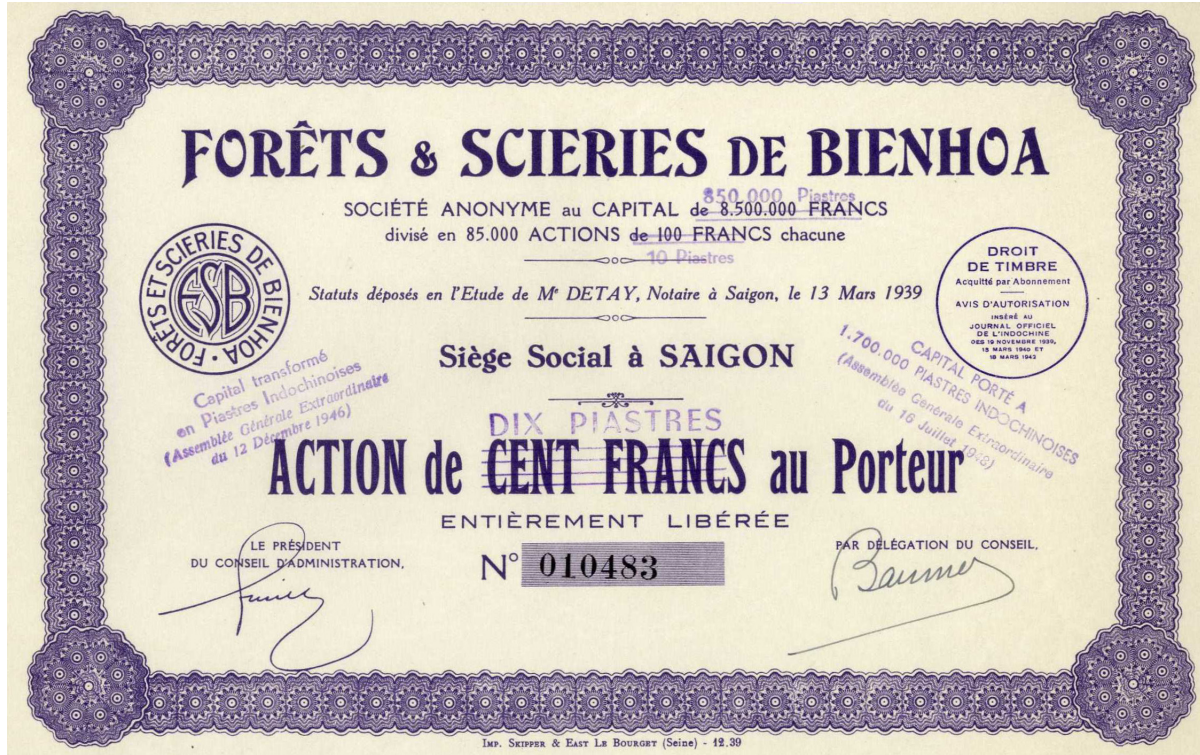 FORÊTS & SCIERIES DE BIENHOA
850.000 Piastres
SOCIÉTÉ ANONYME au CAPITAL de 8.500.000 FRANCS
divisé en 85.000 ACTIONS de 100 FRANCS chacune
10 Piastres
Statuts déposés en l'Etude de Me DETAY, Notaire à Saigon, le 13 Mars 1939
FORÊTS ET SCIERIES DE BIENHOA
FSB
DROIT
DE TIMBRE
Acquitté par Abonnement
AVIS D'AUTORISATION
INSÉRÉ AU
JOURNAL OFFICIEL
DE L'INDOCHINE
DES 19 NOVEMBRE 1939,
18 MARS 1940 ET
18 MARS 1943
Siège Social à SAIGON
Capital transformé
en Piastres Indochinoises
(Assemblée Générale Extraordinaire
du 12 Décembre 1946)
CAPITAL PORTÉ A
1.700.000 PIASTRES INDOCHINOISES
(Assemblée Générale Extraordinaire
du 16 Juillet 1948)
DIX PIASTRES
ACTION de CENT FRANCS au Porteur
ENTIÈREMENT LIBÉRÉE
LE PRÉSIDENT
DU CONSEIL D'ADMINISTRATION,
N° 010483
PAR DÉLÉGATION DU CONSEIL,
IMP. SKIPPER & EAST LE BOURGET (Seine) - 12.39